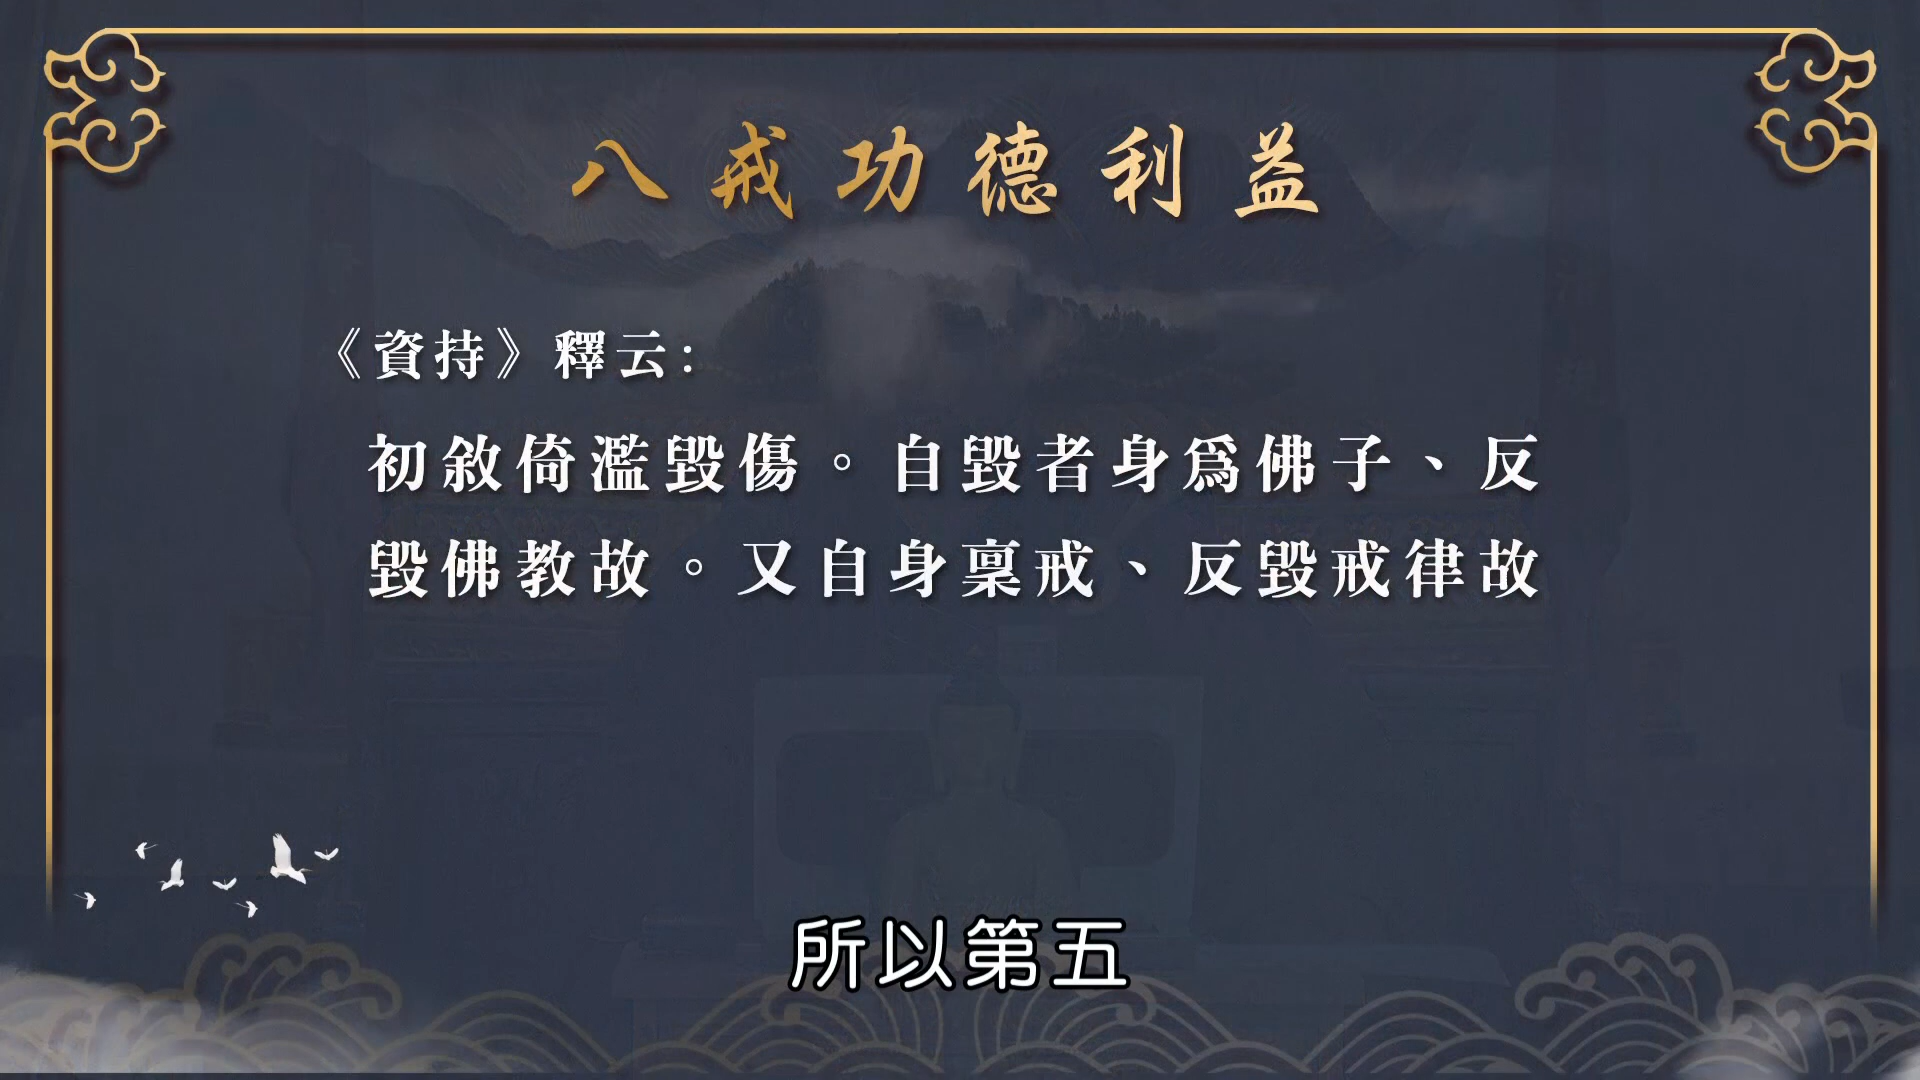 八戒功德利益
《資持》釋云：
初敘倚濫毀傷。自毀者身爲佛子、反
毀佛教故。又自身稟戒、反毀戒律故
所以第五